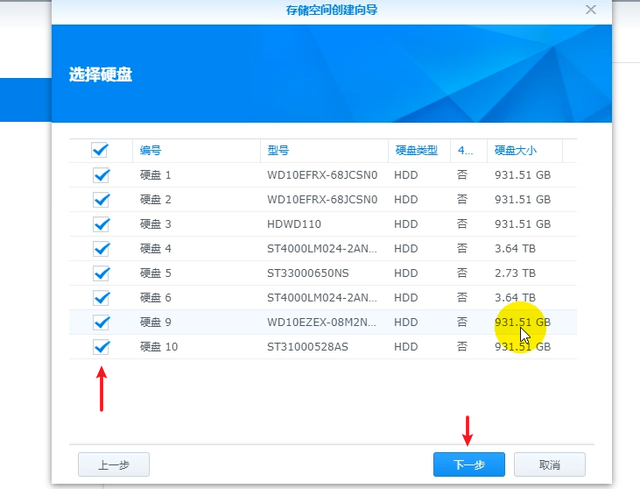 存储空间创建向导
选择硬盘
编号 型号 硬盘类型 4... 硬盘大小
硬盘 1 WD10EFRX-68JCSN0 HDD 否 931.51 GB
硬盘 2 WD10EFRX-68JCSN0 HDD 否 931.51 GB
硬盘 3 HDWD110 HDD 否 931.51 GB
硬盘 4 ST4000LM024-2AN... HDD 否 3.64 TB
硬盘 5 ST33000650NS HDD 否 2.73 TB
硬盘 6 ST4000LM024-2AN... HDD 否 3.64 TB
硬盘 9 WD10EZEX-08M2N... HDD 否 931.51 GB
硬盘 10 ST31000528AS HDD 否 931.51 GB
上一步 下一步 取消